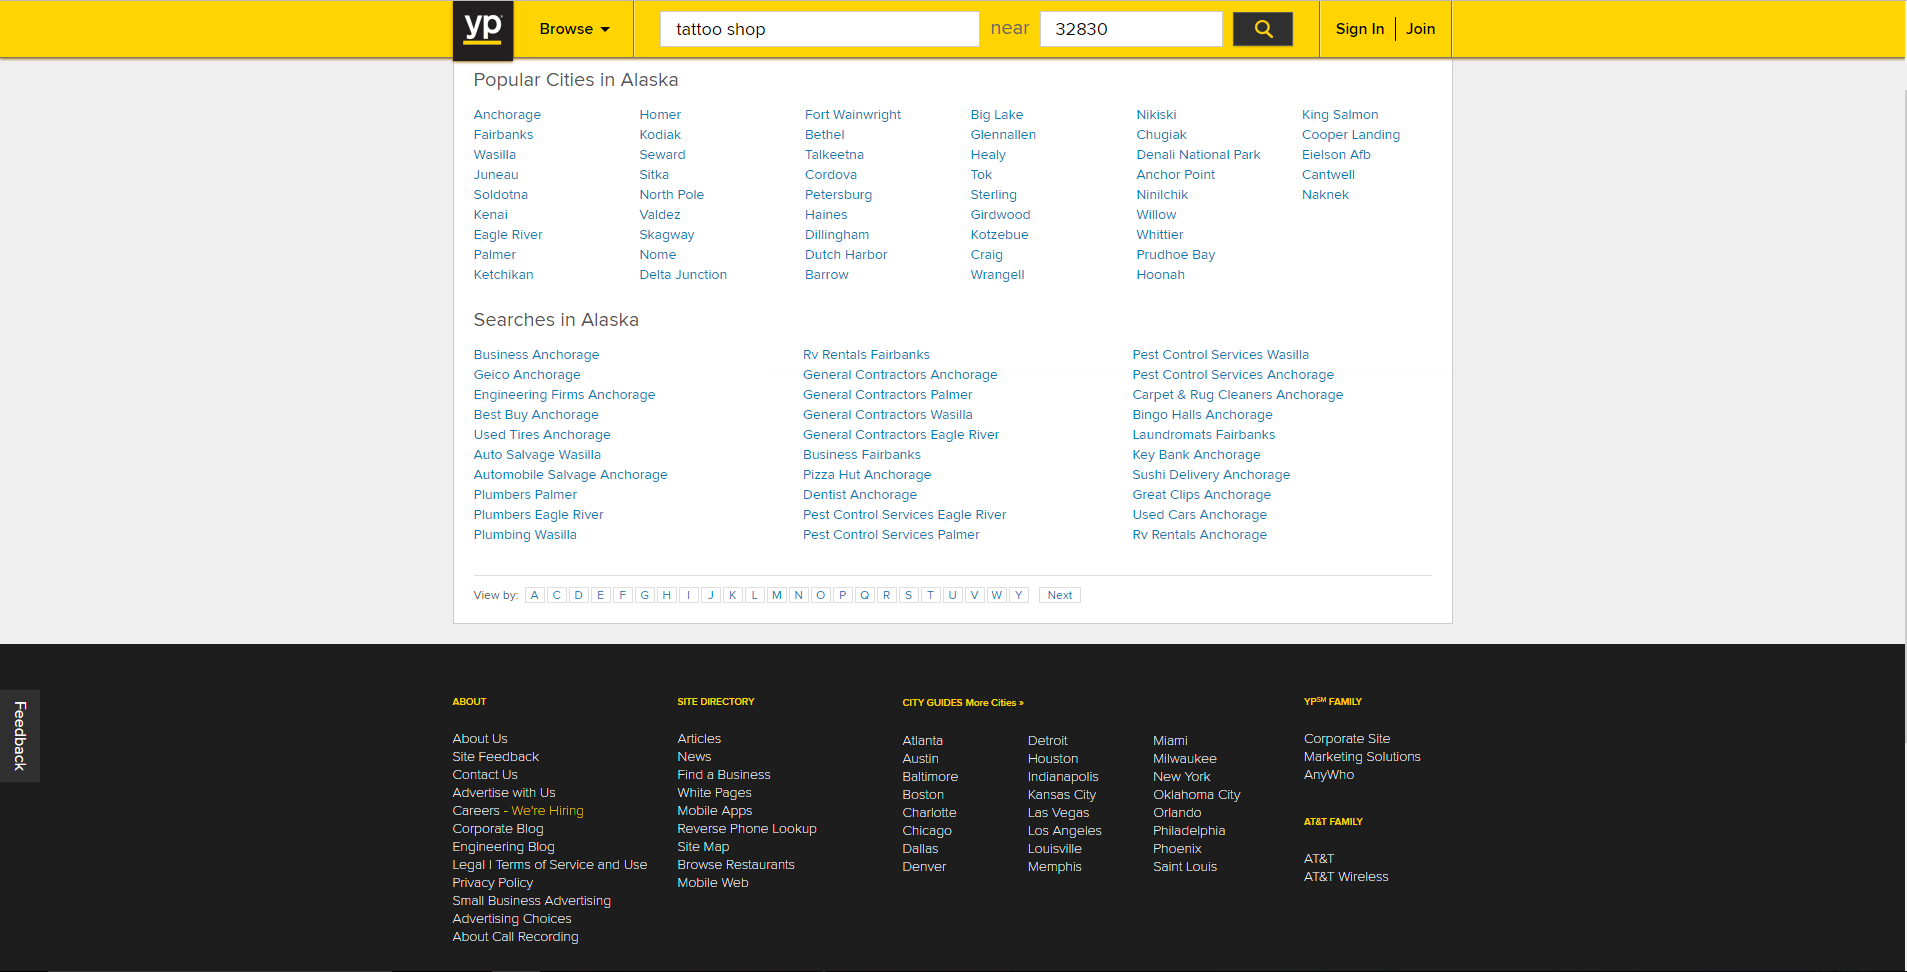 yp
Browse
tattoo shop
near
32830
Sign In
Join
Popular Cities in Alaska
Anchorage Homer Fort Wainwright Big Lake Nikiski King Salmon
Fairbanks Kodiak Bethel Glennallen Chugiak Cooper Landing
Wasilla Seward Talkeetna Healy Denali National Park Eielson Afb
Juneau Sitka Cordova Tok Anchor Point Cantwell
Soldotna North Pole Petersburg Sterling Ninilchik Naknek
Kenai Valdez Haines Girdwood Willow
Eagle River Skagway Dillingham Kotzebue Whittier
Palmer Nome Dutch Harbor Craig Prudhoe Bay
Ketchikan Delta Junction Barrow Wrangell Hoonah
Searches in Alaska
Business Anchorage Rv Rentals Fairbanks Pest Control Services Wasilla
Geico Anchorage General Contractors Anchorage Pest Control Services Anchorage
Engineering Firms Anchorage General Contractors Palmer Carpet & Rug Cleaners Anchorage
Best Buy Anchorage General Contractors Wasilla Bingo Halls Anchorage
Used Tires Anchorage General Contractors Eagle River Laundromats Fairbanks
Auto Salvage Wasilla Business Fairbanks Key Bank Anchorage
Automobile Salvage Anchorage Pizza Hut Anchorage Sushi Delivery Anchorage
Plumbers Palmer Dentist Anchorage Great Clips Anchorage
Plumbers Eagle River Pest Control Services Eagle River Used Cars Anchorage
Plumbing Wasilla Pest Control Services Palmer Rv Rentals Anchorage
View by: A C D E F G H I J K L M N O P Q R S T U V W Y Next
Feedback
ABOUT
About Us
Site Feedback
Contact Us
Advertise with Us
Careers - We're Hiring
Corporate Blog
Engineering Blog
Legal | Terms of Service and Use
Privacy Policy
Small Business Advertising
Advertising Choices
About Call Recording
SITE DIRECTORY
Articles
News
Find a Business
White Pages
Mobile Apps
Reverse Phone Lookup
Site Map
Browse Restaurants
Mobile Web
CITY GUIDES More Cities »
Atlanta Detroit Miami
Austin Houston Milwaukee
Baltimore Indianapolis New York
Boston Kansas City Oklahoma City
Charlotte Las Vegas Orlando
Chicago Los Angeles Philadelphia
Dallas Louisville Phoenix
Denver Memphis Saint Louis
YP℠ FAMILY
Corporate Site
Marketing Solutions
AnyWho
AT&T FAMILY
AT&T
AT&T Wireless